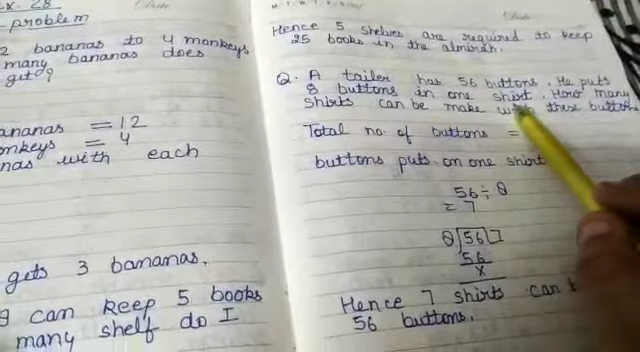 problem
2 bananas to 4 monkeys
many bananas does
get?
ananas = 12
onkeys = 4
nas with each
gets 3 bananas.
can keep 5 books
many shelf do I
Date
Hence 5 shelves are required to keep
25 books in the almirah.
Q. A tailer has 56 buttons. He puts
8 buttons in one shirt. How many
shirts can be make with these buttons
Total no. of buttons =
buttons puts on one shirt
56 ÷ 8
= 7
8 56 7
56
x
Hence 7 shirts can
56 buttons.